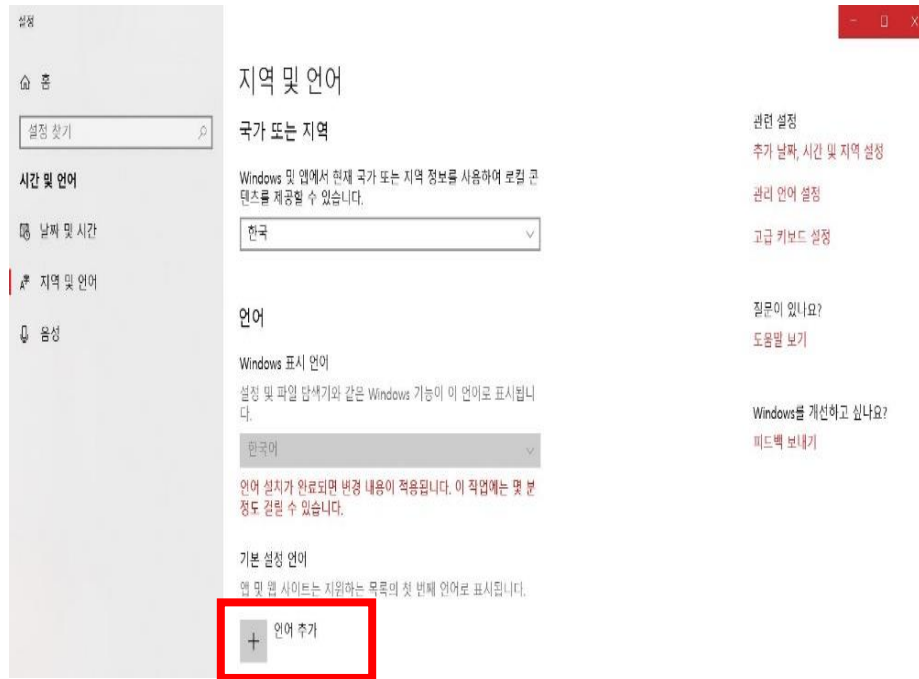 설정
홈
설정 찾기
시간 및 언어
날짜 및 시간
지역 및 언어
음성
지역 및 언어
국가 또는 지역
Windows 및 앱에서 현재 국가 또는 지역 정보를 사용하여 로컬 콘
텐츠를 제공할 수 있습니다.
한국
언어
Windows 표시 언어
설정 및 파일 탐색기와 같은 Windows 기능이 이 언어로 표시됩니
다.
한국어
언어 설치가 완료되면 변경 내용이 적용됩니다. 이 작업에는 몇 분
정도 걸릴 수 있습니다.
기본 설정 언어
앱 및 웹 사이트는 지원하는 목록의 첫 번째 언어로 표시됩니다.
언어 추가
관련 설정
추가 날짜, 시간 및 지역 설정
관리 언어 설정
고급 키보드 설정
질문이 있나요?
도움말 보기
Windows를 개선하고 싶나요?
피드백 보내기